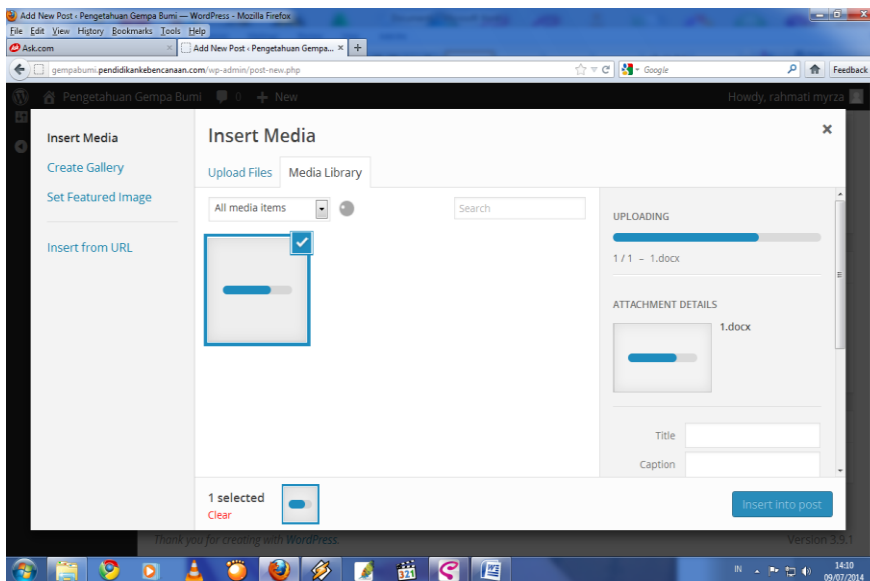 Add New Post ‹ Pengetahuan Gempa Bumi — WordPress - Mozilla Firefox
File Edit View History Bookmarks Tools Help
Ask.com × Add New Post ‹ Pengetahuan Gempa... × +
gempabumi.pendidikankebencanaan.com/wp-admin/post-new.php Google Feedback
Pengetahuan Gempa Bumi 0 + New Howdy, rahmati myrza
Insert Media
Create Gallery
Set Featured Image
Insert from URL
Insert Media ×
Upload Files Media Library
All media items Search
UPLOADING
1 / 1 – 1.docx
ATTACHMENT DETAILS
1.docx
Title
Caption
1 selected
Clear
Insert into post
Thank you for creating with WordPress. Version 3.9.1
321
IN 14:10
09/07/2014